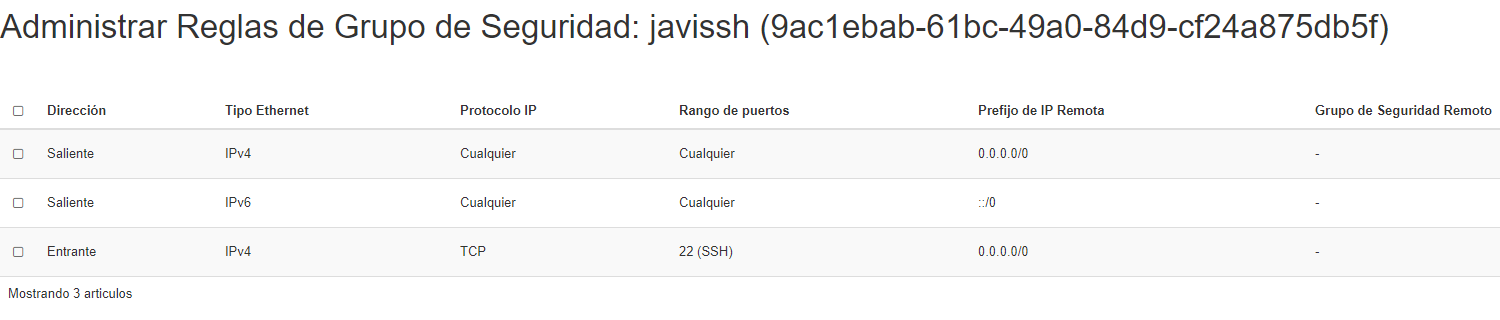 Administrar Reglas de Grupo de Seguridad: javissh (9ac1ebab-61bc-49a0-84d9-cf24a875db5f)
Dirección Tipo Ethernet Protocolo IP Rango de puertos Prefijo de IP Remota Grupo de Seguridad Remoto
Saliente IPv4 Cualquier Cualquier 0.0.0.0/0 -
Saliente IPv6 Cualquier Cualquier ::/0 -
Entrante IPv4 TCP 22 (SSH) 0.0.0.0/0 -
Mostrando 3 articulos